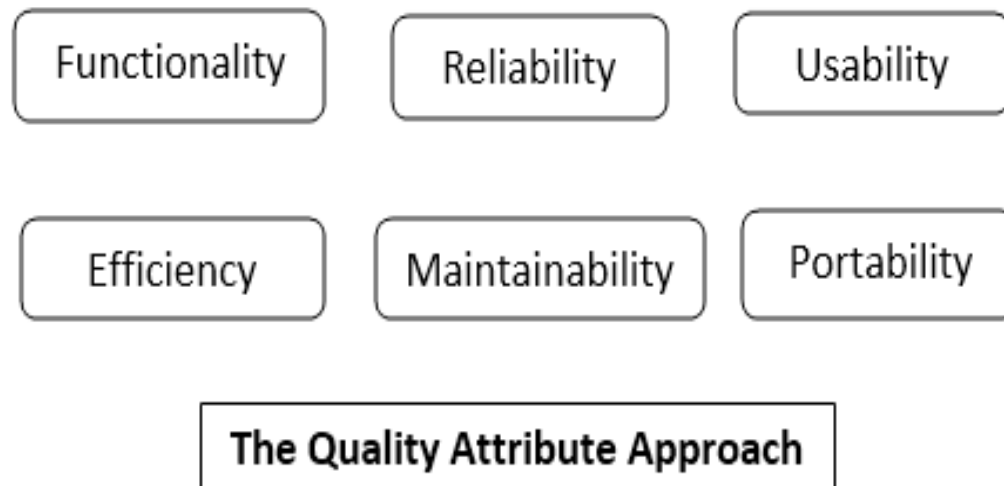 Functionality Reliability Usability
Efficiency Maintainability Portability
The Quality Attribute Approach